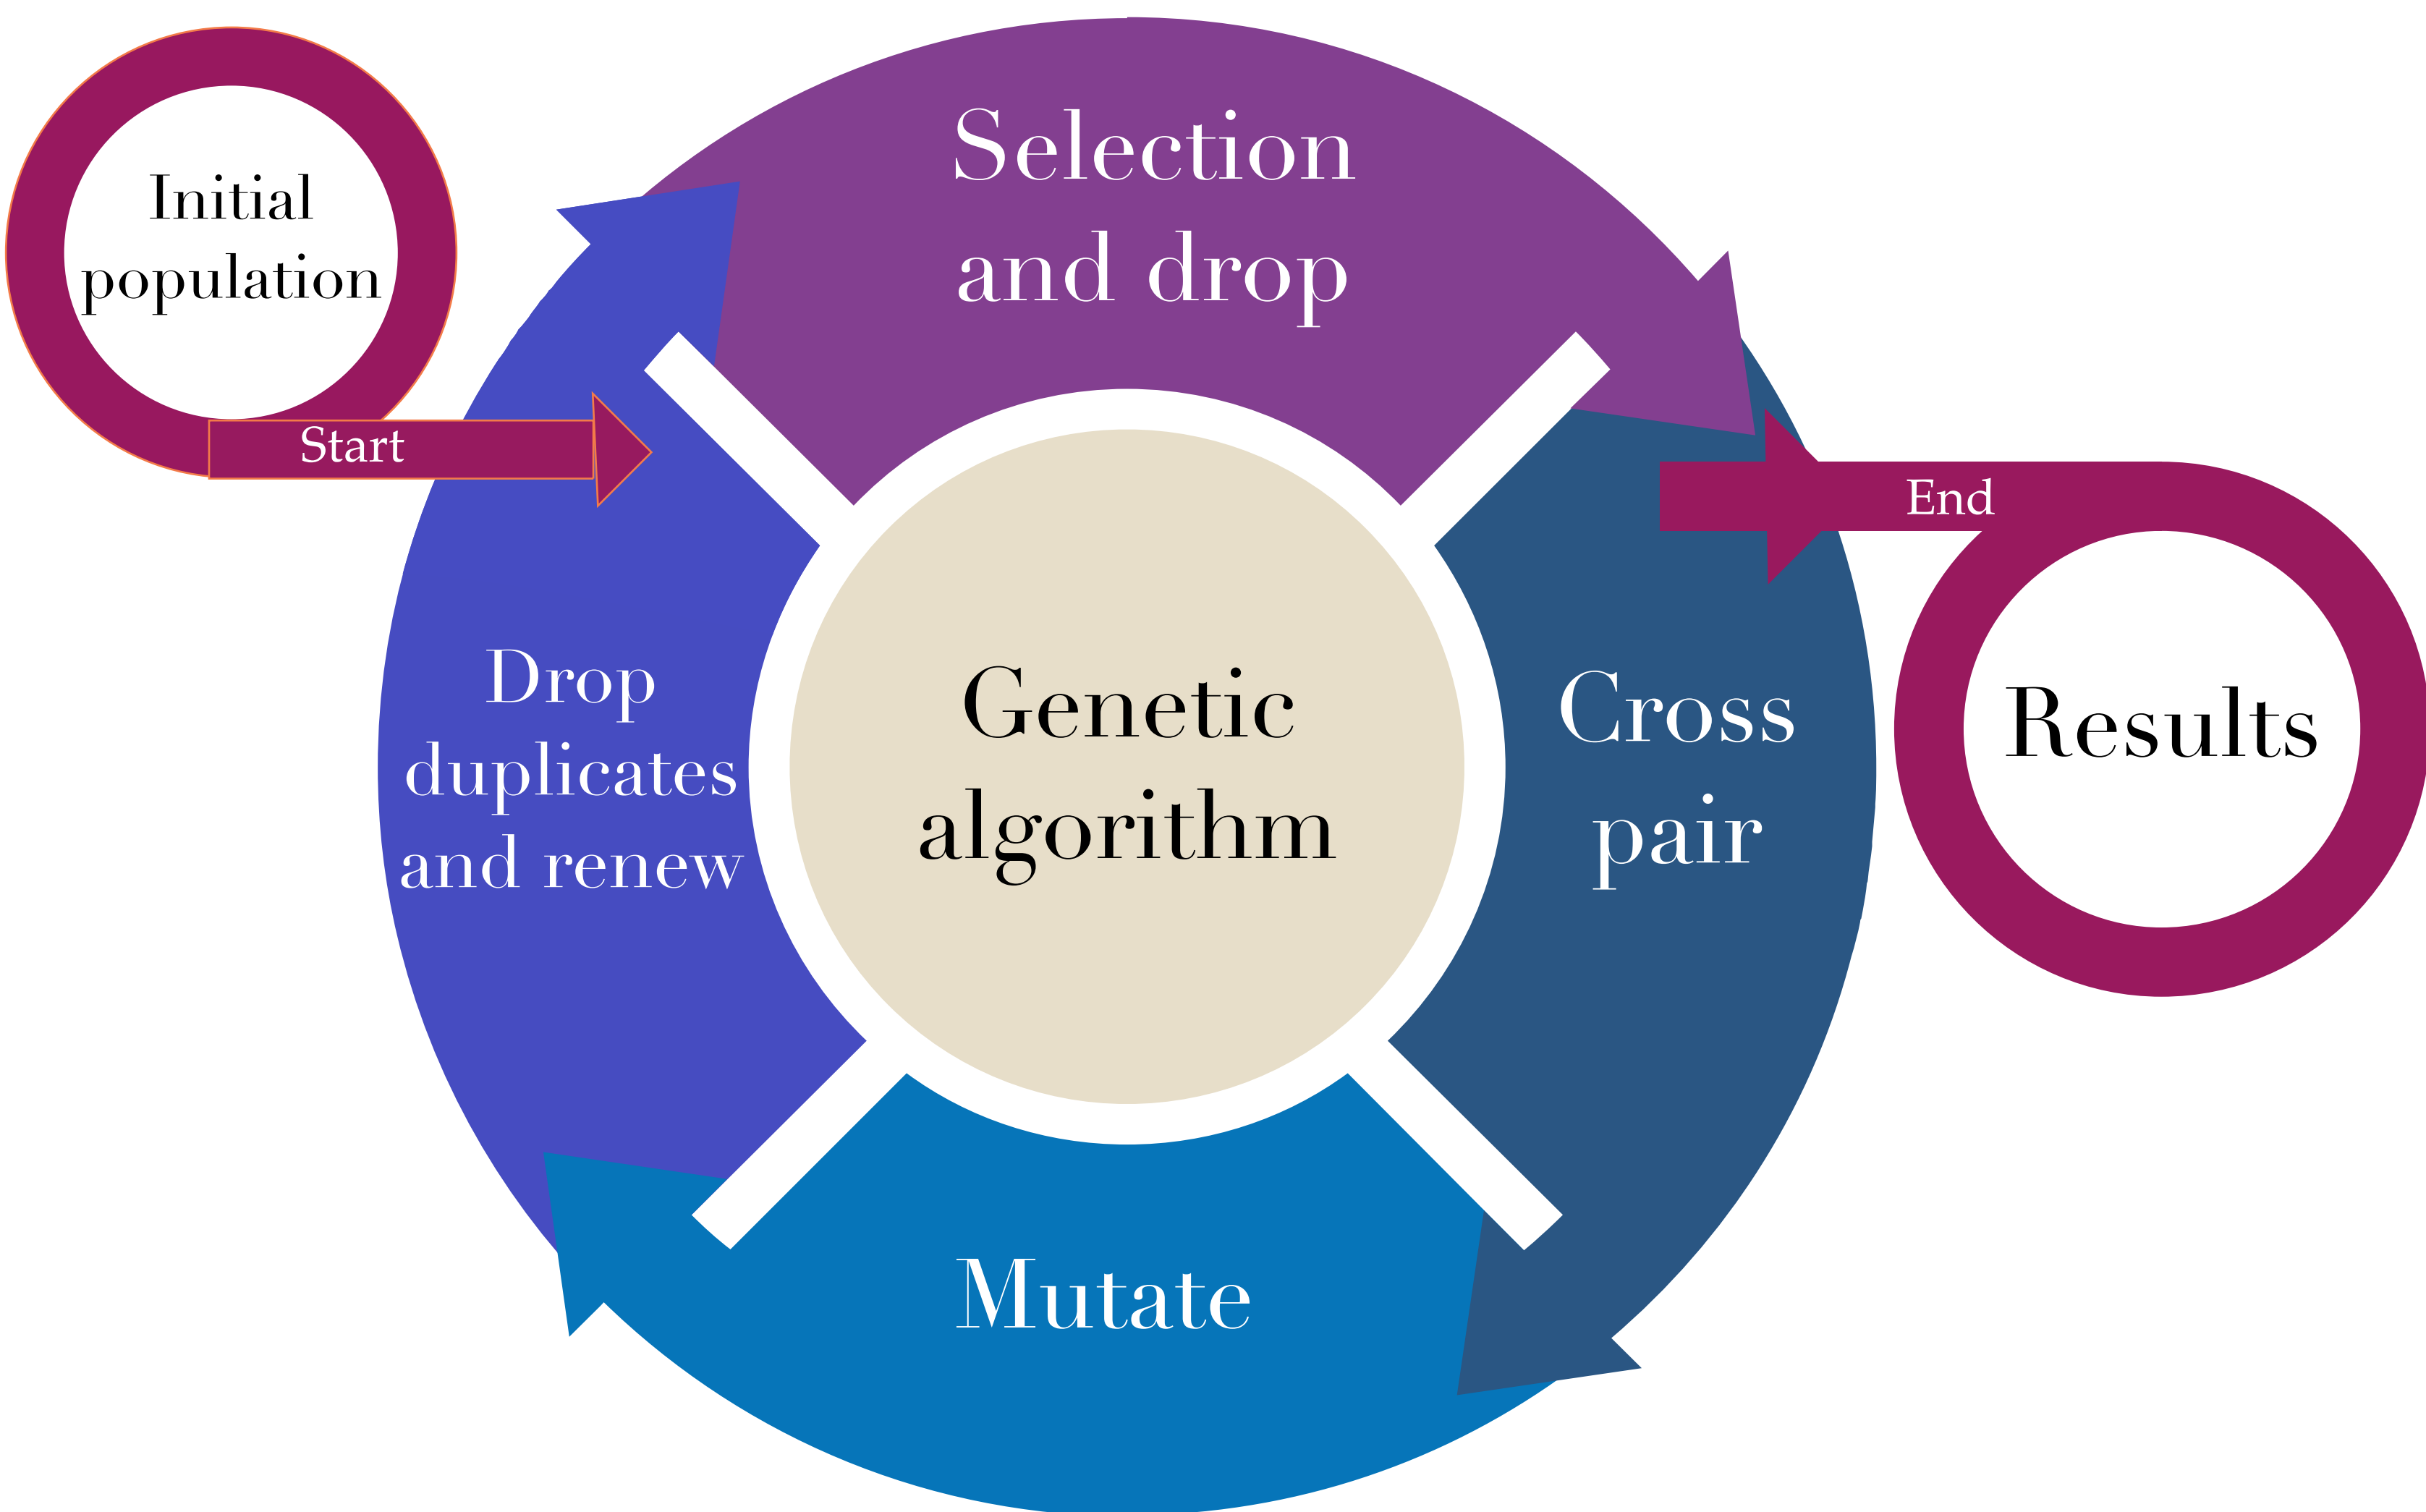 Initial
population
Start
Selection
and drop
End
Results
Cross
pair
Mutate
Drop
duplicates
and renew
Genetic
algorithm